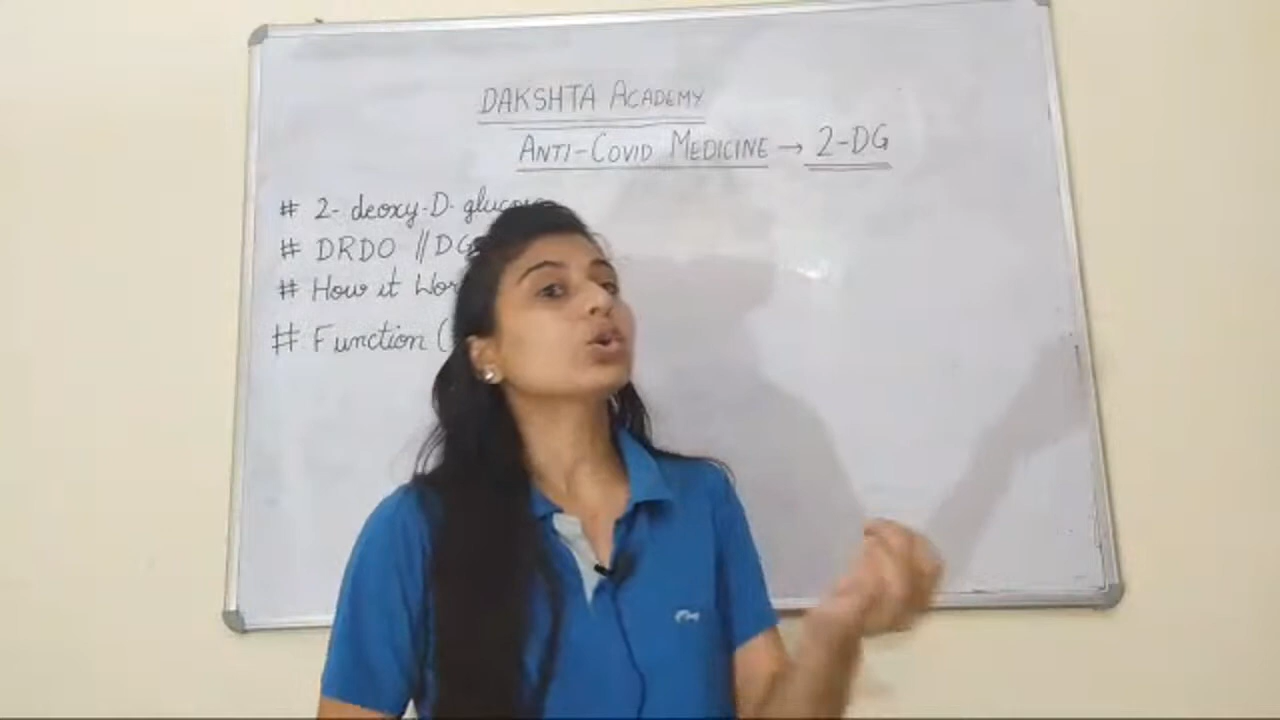 DAKSHTA ACADEMY
ANTI-COVID MEDICINE → 2-DG
# 2- deoxy-D-
# DRDO //
# How it
# Function (